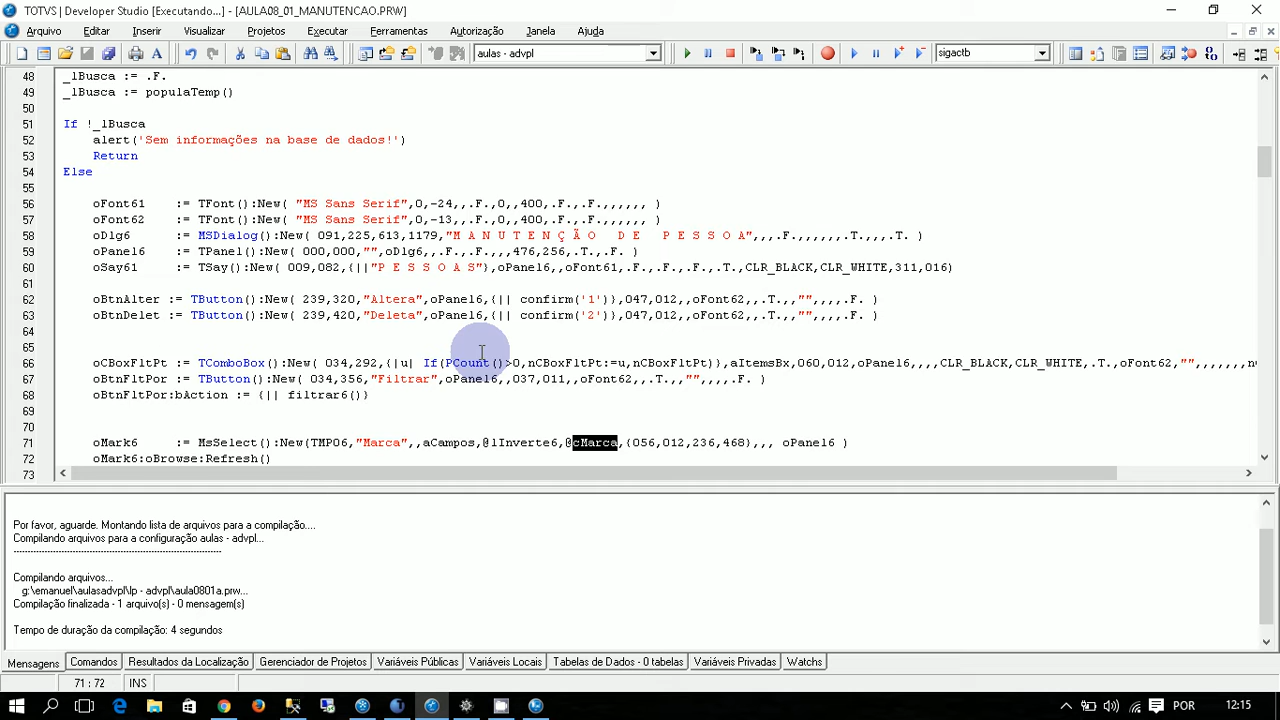 TOTVS | Developer Studio [Executando...] - [AULA08_01_MANUTENCAO.PRW]
Arquivo Editar Inserir Visualizar Projetos Executar Ferramentas Autorização Janela Ajuda
aulas - advpl sigactb
48 _lBusca := .F.
49 _lBusca := populaTemp()
50
51 If !_lBusca
52 alert('Sem informações na base de dados!')
53 Return
54 Else
55
56 oFont61 := TFont():New( "MS Sans Serif",0,-24,,.F.,0,,400,.F.,.F.,,,,,, )
57 oFont62 := TFont():New( "MS Sans Serif",0,-13,,.F.,0,,400,.F.,.F.,,,,,, )
58 oDlg6 := MSDialog():New( 091,225,613,1179,"M A N U T E N Ç Ã O D E P E S S O A",,,.F.,,,,,,.T.,,,.T. )
59 oPanel6 := TPanel():New( 000,000,"",oDlg6,,.F.,.F.,,,476,256,.T.,.F. )
60 oSay61 := TSay():New( 009,082,{||"P E S S O A S"},oPanel6,,oFont61,.F.,.F.,.F.,.T.,CLR_BLACK,CLR_WHITE,311,016)
61
62 oBtnAlter := TButton():New( 239,320,"Altera",oPanel6,{|| confirm('1')},047,012,,oFont62,,.T.,,"",,,,.F. )
63 oBtnDelet := TButton():New( 239,420,"Deleta",oPanel6,{|| confirm('2')},047,012,,oFont62,,.T.,,"",,,,.F. )
64
65
66 oCBoxFltPt := TComboBox():New( 034,292,{|u| If(PCount()>0,nCBoxFltPt:=u,nCBoxFltPt)},aItemsBx,060,012,oPanel6,,,,CLR_BLACK,CLR_WHITE,.T.,oFont62,"",,,,,,,n
67 oBtnFltPor := TButton():New( 034,356,"Filtrar",oPanel6,,037,011,,oFont62,,.T.,,"",,,,.F. )
68 oBtnFltPor:bAction := {|| filtrar6()}
69
70
71 oMark6 := MsSelect():New(TMP06,"Marca",,aCampos,@lInverte6,@cMarca,{056,012,236,468},,, oPanel6 )
72 oMark6:oBrowse:Refresh()
73
Por favor, aguarde. Montando lista de arquivos para a compilação....
Compilando arquivos para a configuração aulas - advpl...
------------------------------------------------------------
Compilando arquivos...
g:\emanuel\aulasadvpl\lp - advpl\aula0801a.prw...
Compilação finalizada - 1 arquivo(s) - 0 mensagem(s)
Tempo de duração da compilação: 4 segundos
Mensagens Comandos Resultados da Localização Gerenciador de Projetos Variáveis Públicas Variáveis Locais Tabelas de Dados - 0 tabelas Variáveis Privadas Watchs
71 : 72 INS
POR 12:15